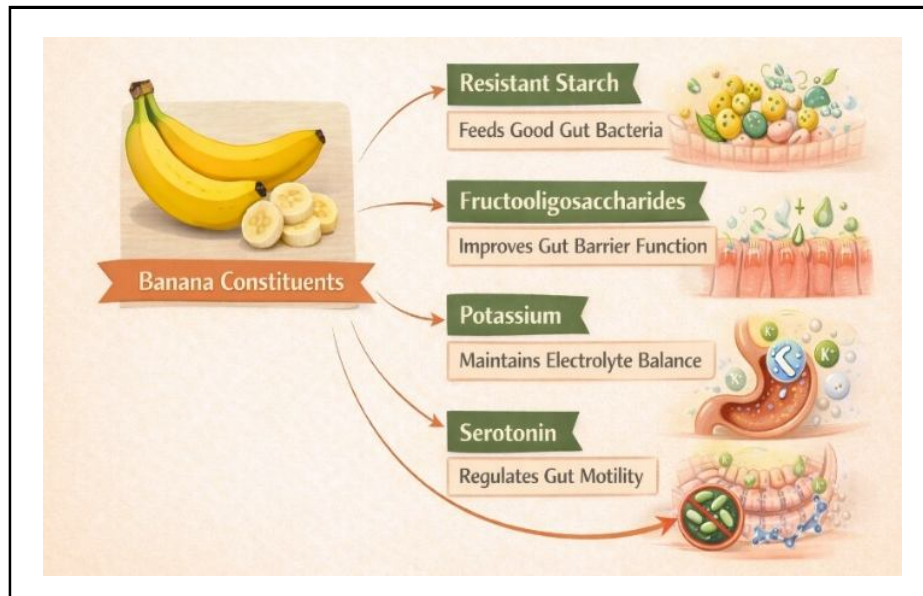 Banana Constituents
Resistant Starch
Feeds Good Gut Bacteria
Fructooligosaccharides
Improves Gut Barrier Function
Potassium
Maintains Electrolyte Balance
K+
K+
K+
Serotonin
Regulates Gut Motility
K+
K+